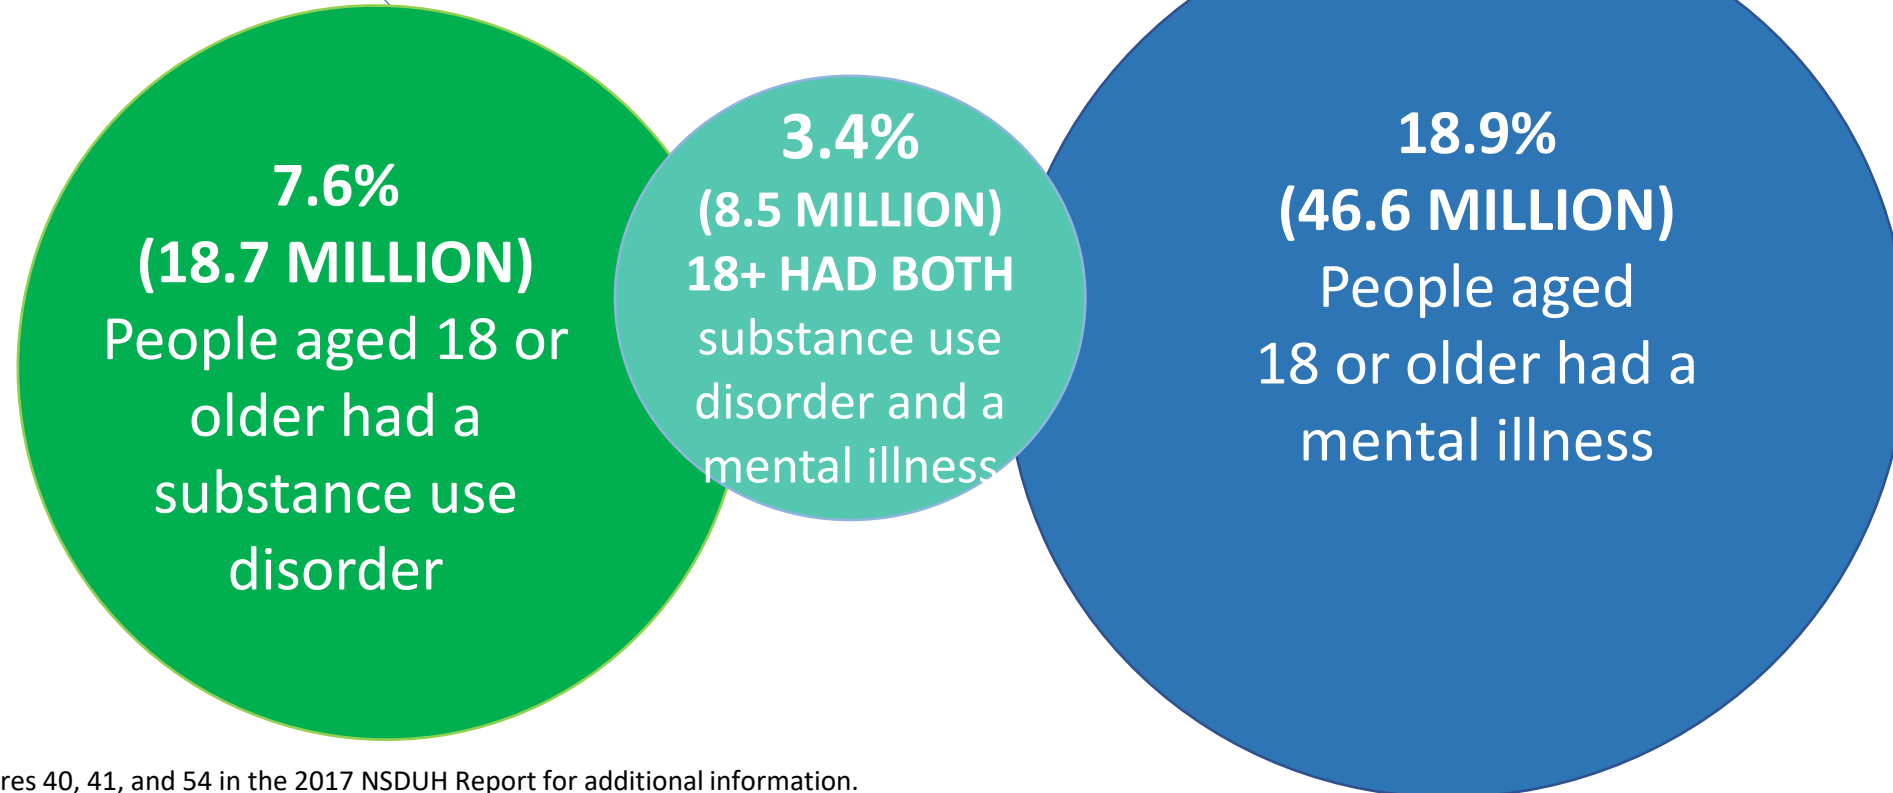 7.6%
(18.7 MILLION)
People aged 18 or
older had a
substance use
disorder
3.4%
(8.5 MILLION)
18+ HAD BOTH
substance use
disorder and a
mental illness
18.9%
(46.6 MILLION)
People aged
18 or older had a
mental illness
res 40, 41, and 54 in the 2017 NSDUH Report for additional information.